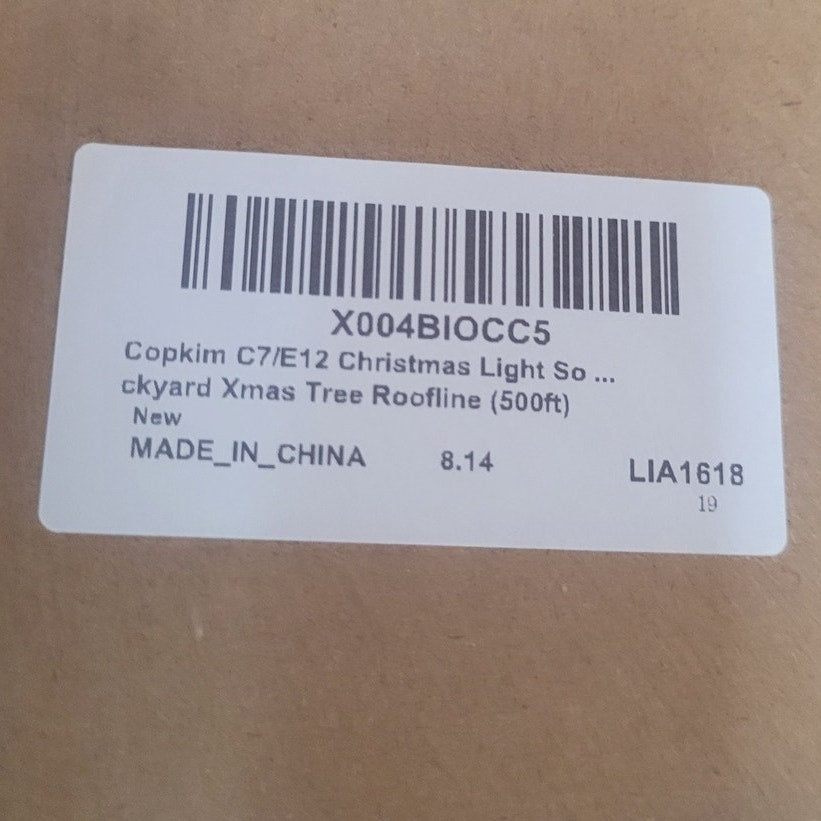 X004BIOCC5
Copkim C7/E12 Christmas Light So ...
ckyard Xmas Tree Roofline (500ft)
New
MADE_IN_CHINA 8.14 LIA1618
19